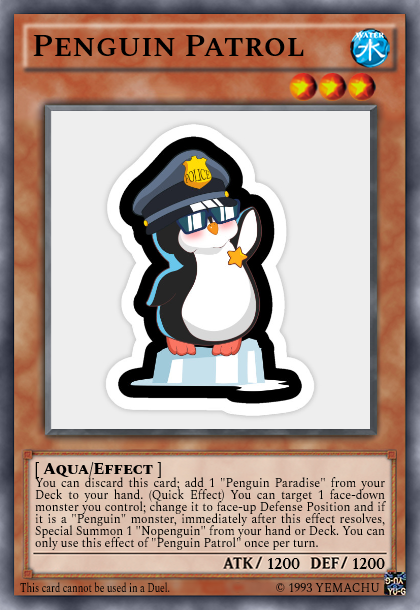 Penguin Patrol
WATER
水
POLICE
[ Aqua/Effect ]
You can discard this card; add 1 "Penguin Paradise" from your
Deck to your hand. (Quick Effect) You can target 1 face-down
monster you control; change it to face-up Defense Position and if
it is a "Penguin" monster, immediately after this effect resolves,
Special Summon 1 "Nopenguin" from your hand or Deck. You can
only use this effect of "Penguin Patrol" once per turn.
ATK/ 1200 DEF/ 1200
This card cannot be used in a Duel.
© 1993 YEMACHU